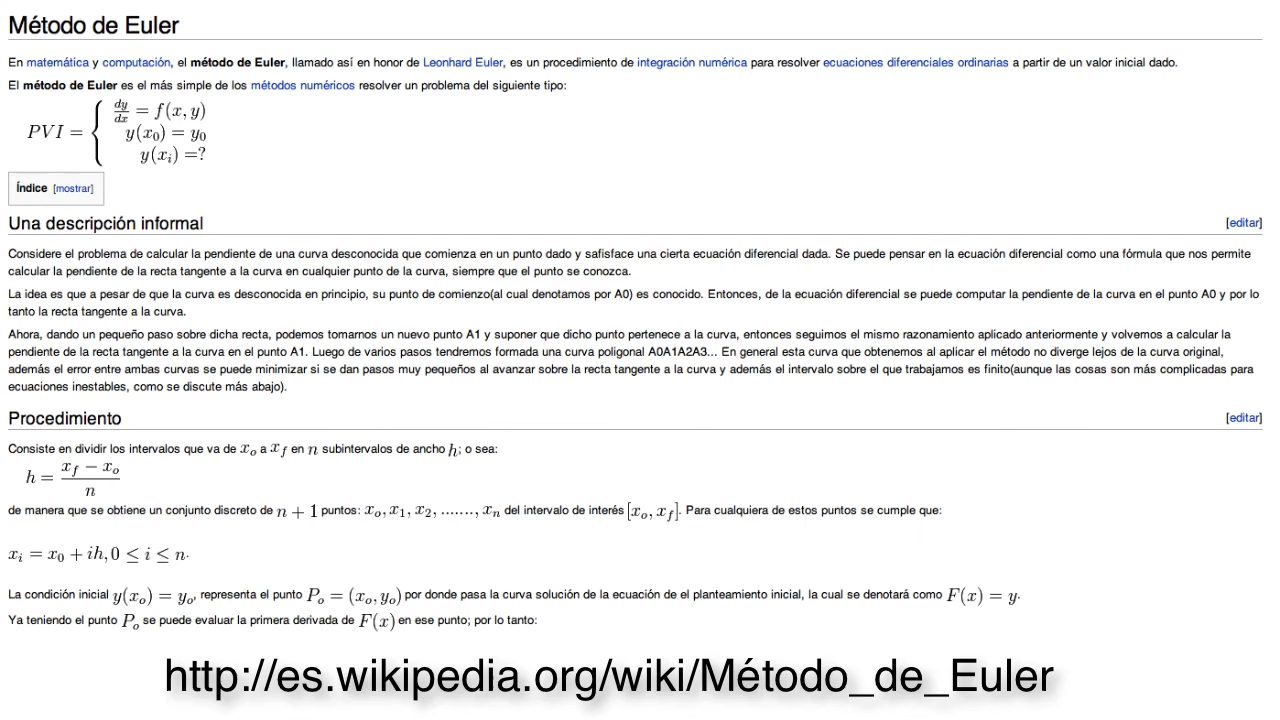 Método de Euler
En matemática y computación, el método de Euler, llamado así en honor de Leonhard Euler, es un procedimiento de integración numérica para resolver ecuaciones diferenciales ordinarias a partir de un valor inicial dado.
El método de Euler es el más simple de los métodos numéricos resolver un problema del siguiente tipo:
PVI = { dy/dx = f(x, y)
y(x₀) = y₀
y(xᵢ) =?
Índice [mostrar]
Una descripción informal [editar]
Considere el problema de calcular la pendiente de una curva desconocida que comienza en un punto dado y safisface una cierta ecuación diferencial dada. Se puede pensar en la ecuación diferencial como una fórmula que nos permite
calcular la pendiente de la recta tangente a la curva en cualquier punto de la curva, siempre que el punto se conozca.
La idea es que a pesar de que la curva es desconocida en principio, su punto de comienzo(al cual denotamos por A0) es conocido. Entonces, de la ecuación diferencial se puede computar la pendiente de la curva en el punto A0 y por lo
tanto la recta tangente a la curva.
Ahora, dando un pequeño paso sobre dicha recta, podemos tomarnos un nuevo punto A1 y suponer que dicho punto pertenece a la curva, entonces seguimos el mismo razonamiento aplicado anteriormente y volvemos a calcular la
pendiente de la recta tangente a la curva en el punto A1. Luego de varios pasos tendremos formada una curva poligonal A0A1A2A3... En general esta curva que obtenemos al aplicar el método no diverge lejos de la curva original,
además el error entre ambas curvas se puede minimizar si se dan pasos muy pequeños al avanzar sobre la recta tangente a la curva y además el intervalo sobre el que trabajamos es finito(aunque las cosas son más complicadas para
ecuaciones inestables, como se discute más abajo).
Procedimiento [editar]
Consiste en dividir los intervalos que va de xₒ a x_f en n subintervalos de ancho h; o sea:
h = (x_f − xₒ)/n
de manera que se obtiene un conjunto discreto de n + 1 puntos: xₒ, x₁, x₂, ......., xₙ del intervalo de interés [xₒ, x_f]. Para cualquiera de estos puntos se cumple que:
xᵢ = x₀ + ih, 0 ≤ i ≤ n.
La condición inicial y(xₒ) = yₒ, representa el punto Pₒ = (xₒ, yₒ) por donde pasa la curva solución de la ecuación de el planteamiento inicial, la cual se denotará como F(x) = y.
Ya teniendo el punto Pₒ se puede evaluar la primera derivada de F(x) en ese punto; por lo tanto:
http://es.wikipedia.org/wiki/Método_de_Euler